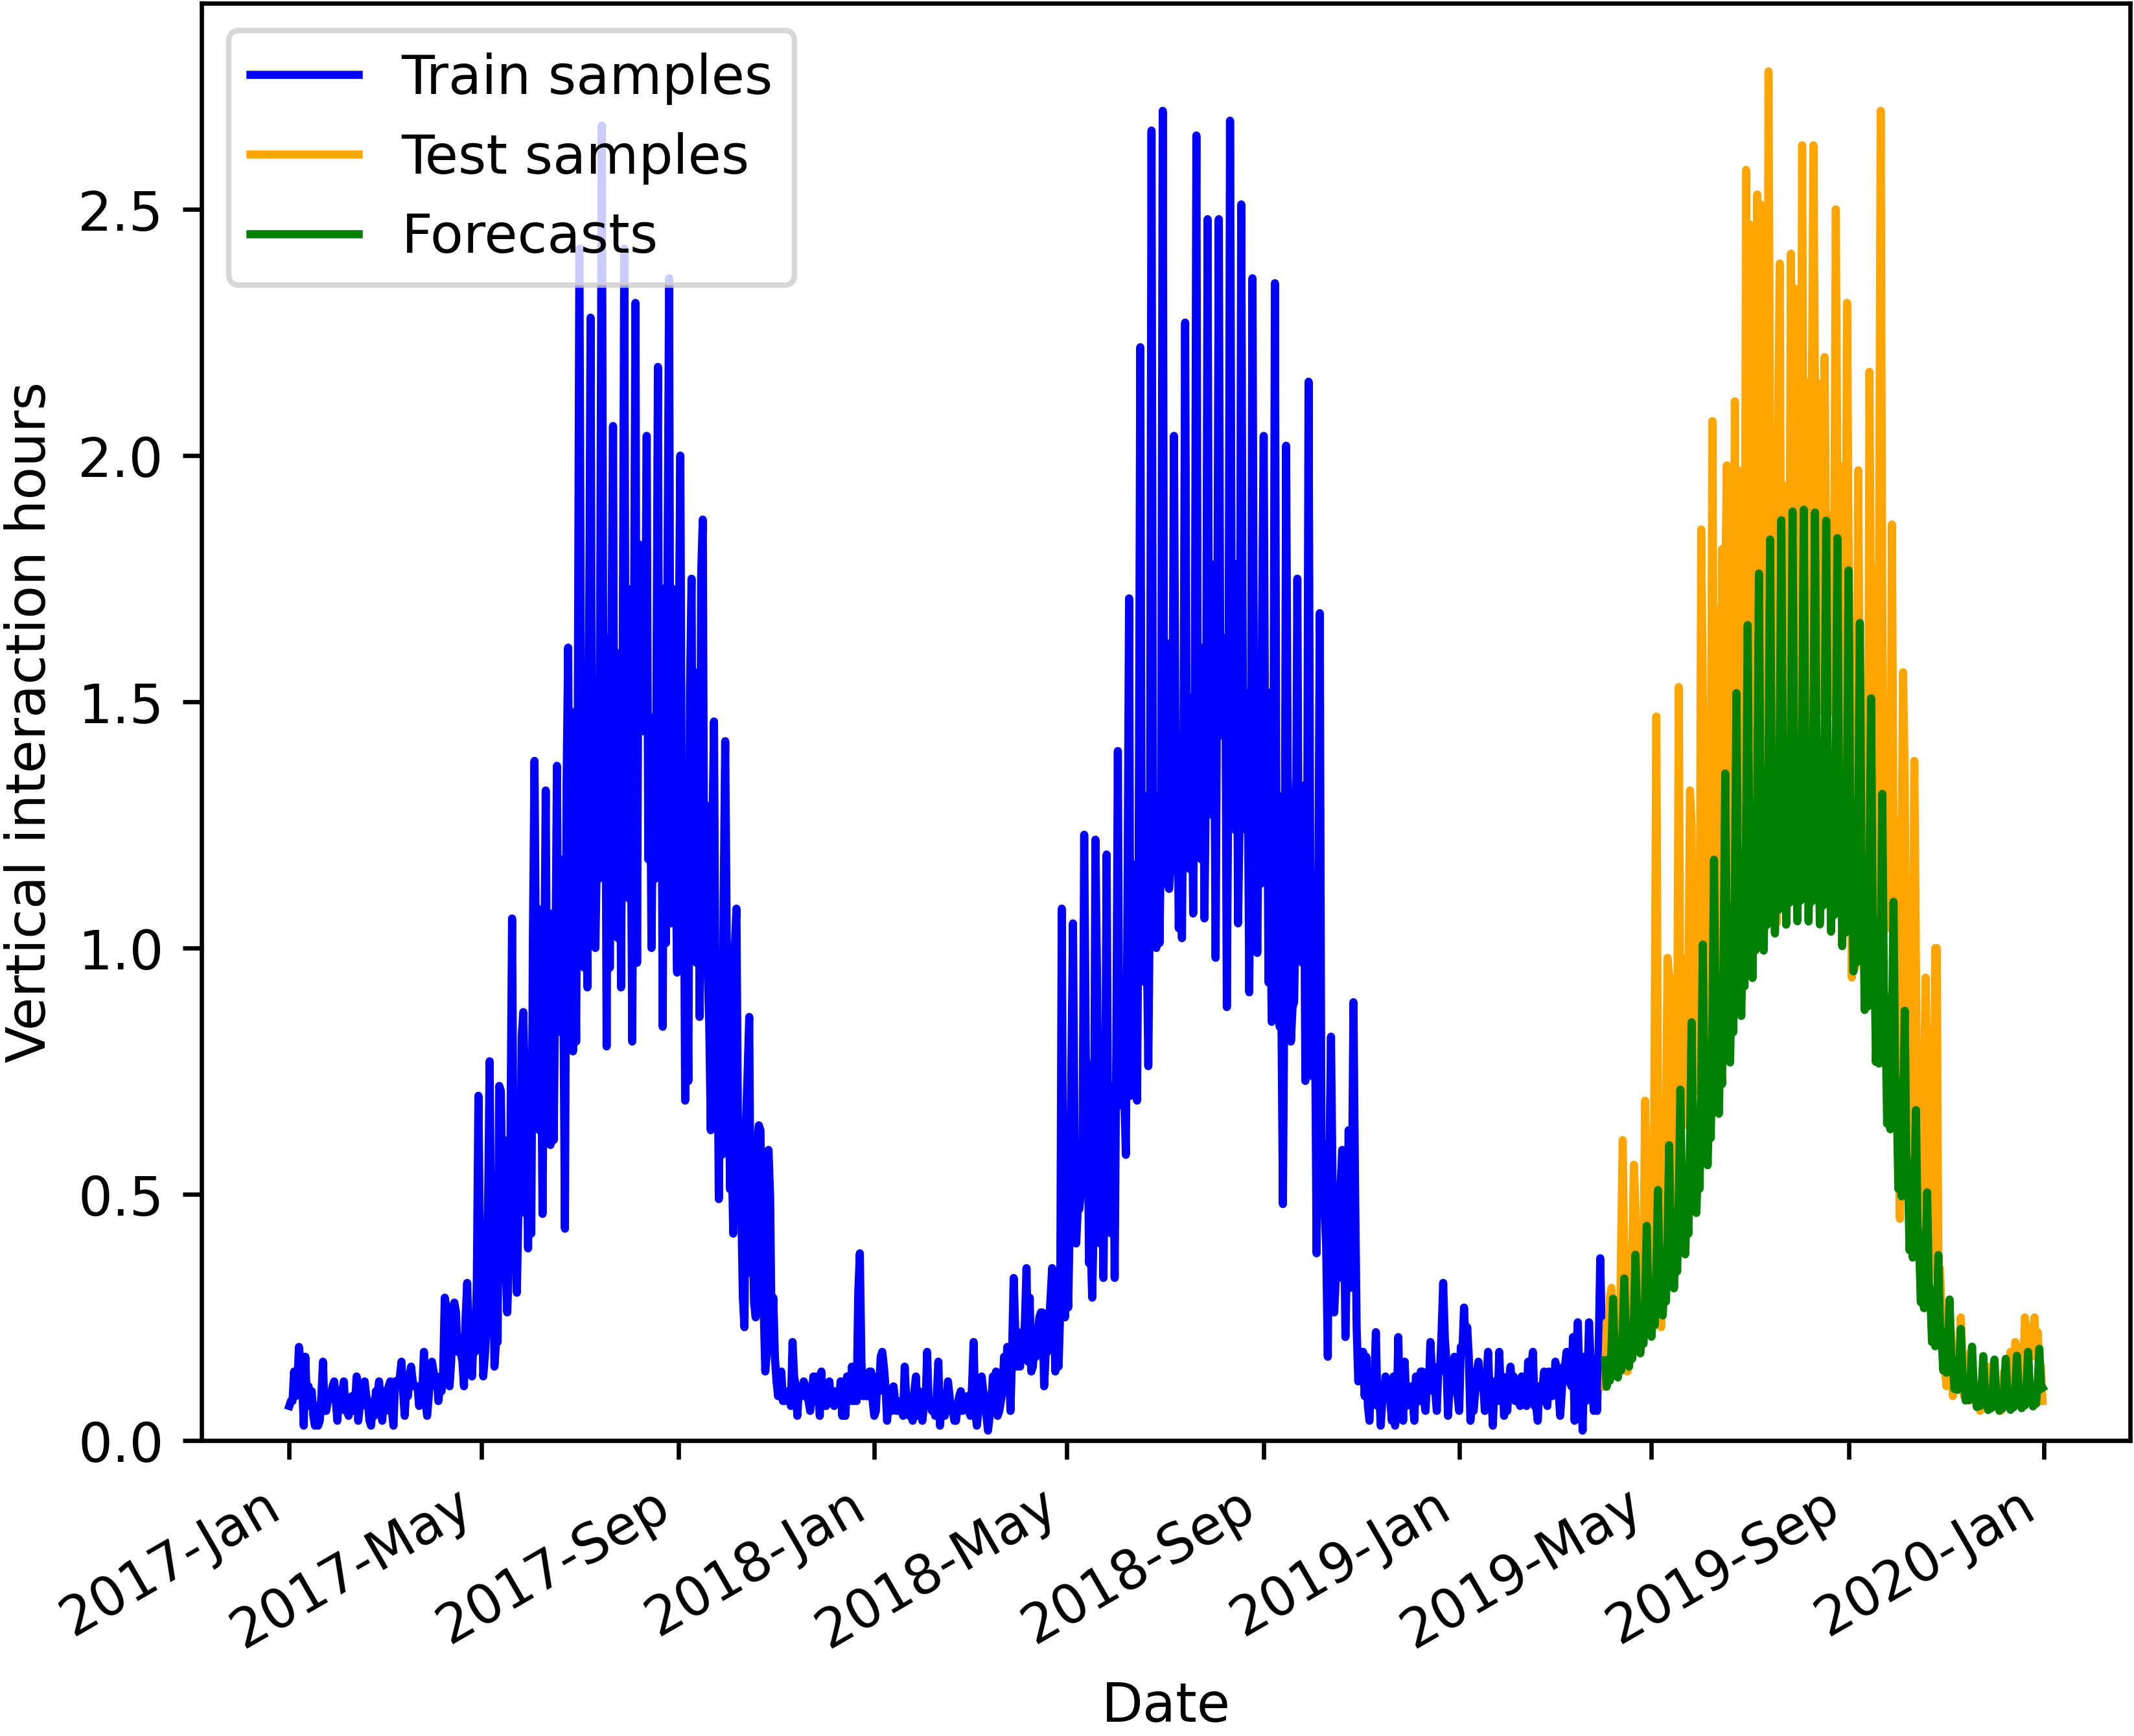 Train samples
Test samples
Forecasts
2.5
2.0
1.5
1.0
0.5
0.0
Vertical interaction hours
2017-Jan
2017-May
2017-Sep
2018-Jan
2018-May
2018-Sep
2019-Jan
2019-May
2019-Sep
2020-Jan
Date